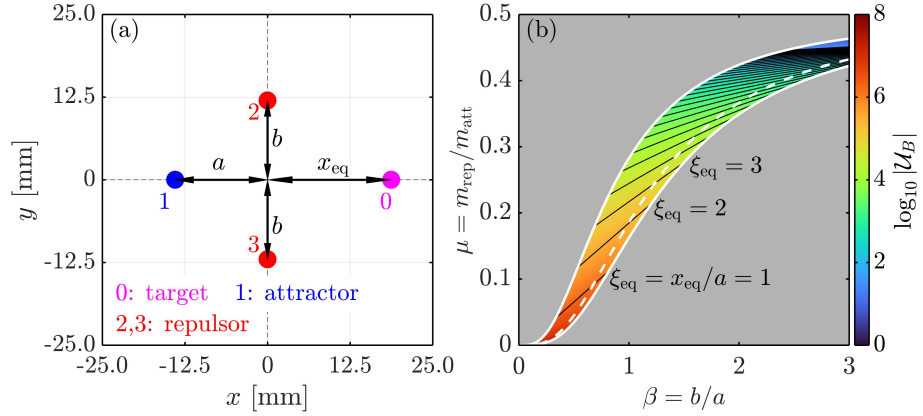 (a)
25.0
12.5
0
-12.5
-25.0
y [mm]
2
b
a
x_eq
1
0
b
3
0: target 1: attractor
2,3: repulsor
-25.0 -12.5 0 12.5 25.0
x [mm]
(b)
0.5
0.4
0.3
0.2
0.1
0
μ = m_rep/m_att
ξ_eq = 3
ξ_eq = 2
ξ_eq = x_eq/a = 1
0 1 2 3
β = b/a
8
6
4
2
0
log₁₀|𝒰_B|